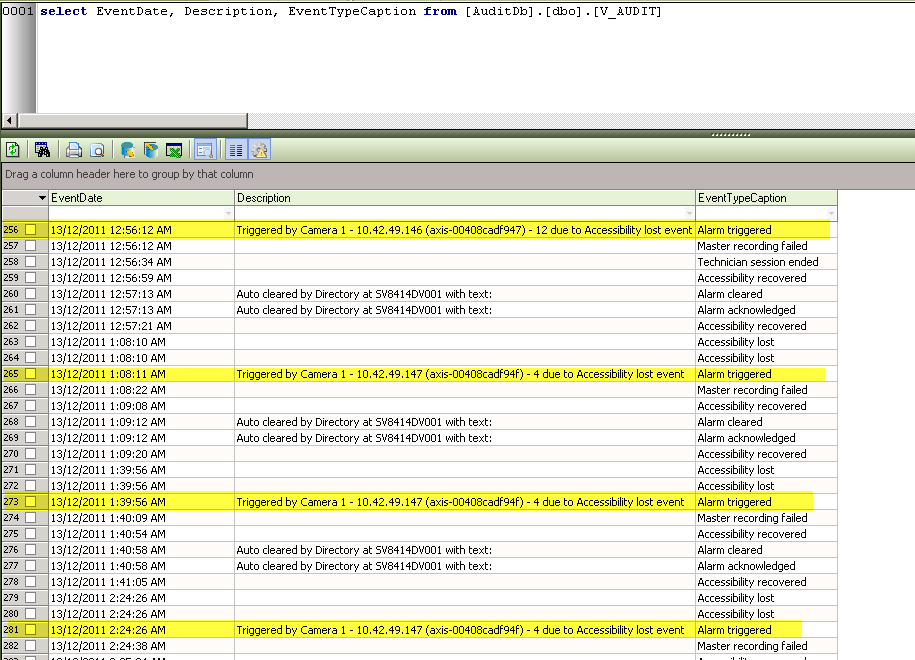 0001 select EventDate, Description, EventTypeCaption from [AuditDb].[dbo].[V_AUDIT]
Drag a column header here to group by that column
EventDate Description EventTypeCaption
256 13/12/2011 12:56:12 AM Triggered by Camera 1 - 10.42.49.146 (axis-00408cadf947) - 12 due to Accessibility lost event Alarm triggered
257 13/12/2011 12:56:12 AM Master recording failed
258 13/12/2011 12:56:34 AM Technician session ended
259 13/12/2011 12:56:59 AM Accessibility recovered
260 13/12/2011 12:57:13 AM Auto cleared by Directory at SV8414DV001 with text: Alarm cleared
261 13/12/2011 12:57:13 AM Auto cleared by Directory at SV8414DV001 with text: Alarm acknowledged
262 13/12/2011 12:57:21 AM Accessibility recovered
263 13/12/2011 1:08:10 AM Accessibility lost
264 13/12/2011 1:08:10 AM Accessibility lost
265 13/12/2011 1:08:11 AM Triggered by Camera 1 - 10.42.49.147 (axis-00408cadf94f) - 4 due to Accessibility lost event Alarm triggered
266 13/12/2011 1:08:22 AM Master recording failed
267 13/12/2011 1:09:08 AM Accessibility recovered
268 13/12/2011 1:09:12 AM Auto cleared by Directory at SV8414DV001 with text: Alarm cleared
269 13/12/2011 1:09:12 AM Auto cleared by Directory at SV8414DV001 with text: Alarm acknowledged
270 13/12/2011 1:09:20 AM Accessibility recovered
271 13/12/2011 1:39:56 AM Accessibility lost
272 13/12/2011 1:39:56 AM Accessibility lost
273 13/12/2011 1:39:56 AM Triggered by Camera 1 - 10.42.49.147 (axis-00408cadf94f) - 4 due to Accessibility lost event Alarm triggered
274 13/12/2011 1:40:09 AM Master recording failed
275 13/12/2011 1:40:54 AM Accessibility recovered
276 13/12/2011 1:40:58 AM Auto cleared by Directory at SV8414DV001 with text: Alarm cleared
277 13/12/2011 1:40:58 AM Auto cleared by Directory at SV8414DV001 with text: Alarm acknowledged
278 13/12/2011 1:41:05 AM Accessibility recovered
279 13/12/2011 2:24:26 AM Accessibility lost
280 13/12/2011 2:24:26 AM Accessibility lost
281 13/12/2011 2:24:26 AM Triggered by Camera 1 - 10.42.49.147 (axis-00408cadf94f) - 4 due to Accessibility lost event Alarm triggered
282 13/12/2011 2:24:38 AM Master recording failed